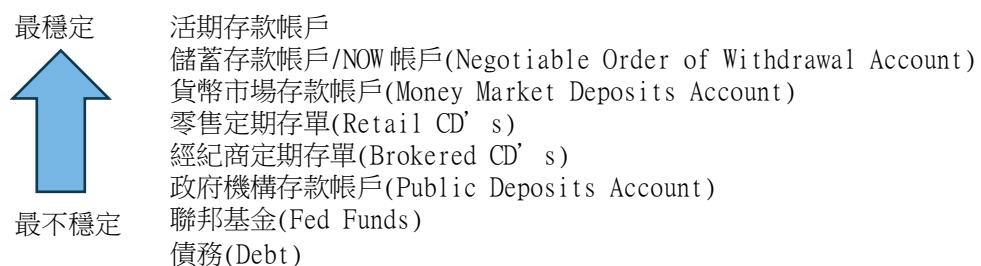 最穩定
活期存款帳戶
儲蓄存款帳戶/NOW帳戶(Negotiable Order of Withdrawal Account)
貨幣市場存款帳戶(Money Market Deposits Account)
零售定期存單(Retail CD’s)
經紀商定期存單(Brokered CD’s)
政府機構存款帳戶(Public Deposits Account)
最不穩定
聯邦基金(Fed Funds)
債務(Debt)